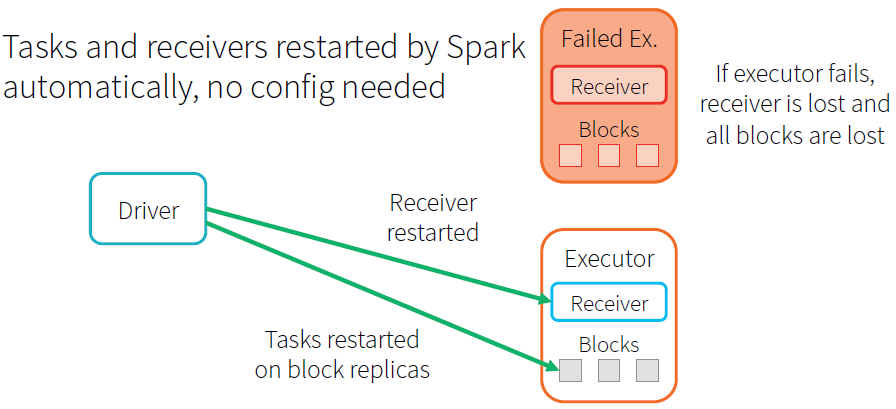 Tasks and receivers restarted by Spark
automatically, no config needed
Failed Ex.
Receiver
Blocks
If executor fails,
receiver is lost and
all blocks are lost
Driver
Receiver
restarted
Executor
Receiver
Blocks
Tasks restarted
on block replicas